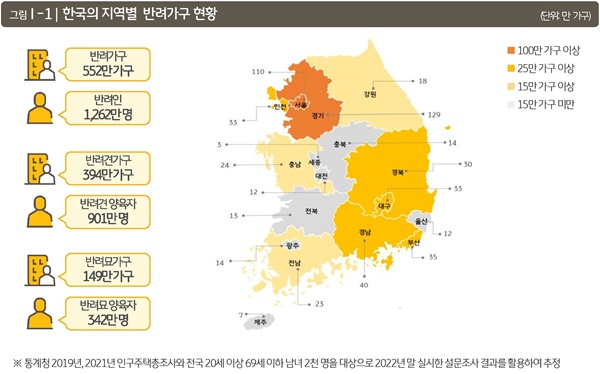 그림 Ⅰ-1 | 한국의 지역별 반려가구 현황
(단위: 만 가구)
반려가구
552만 가구
반려인
1,262만 명
반려견가구
394만 가구
반려견 양육자
901만 명
반려묘가구
149만 가구
반려묘 양육자
342만 명
100만 가구 이상
25만 가구 이상
15만 가구 이상
15만 가구 미만
110
서울
경기
129
인천
35
강원
18
충북
14
세종
5
충남
24
대전
12
경북
30
대구
33
전북
13
울산
12
경남
40
부산
35
광주
14
전남
23
제주
7
※ 통계청 2019년, 2021년 인구주택총조사와 전국 20세 이상 69세 이하 남녀 2천 명을 대상으로 2022년 말 실시한 설문조사 결과를 활용하여 추정